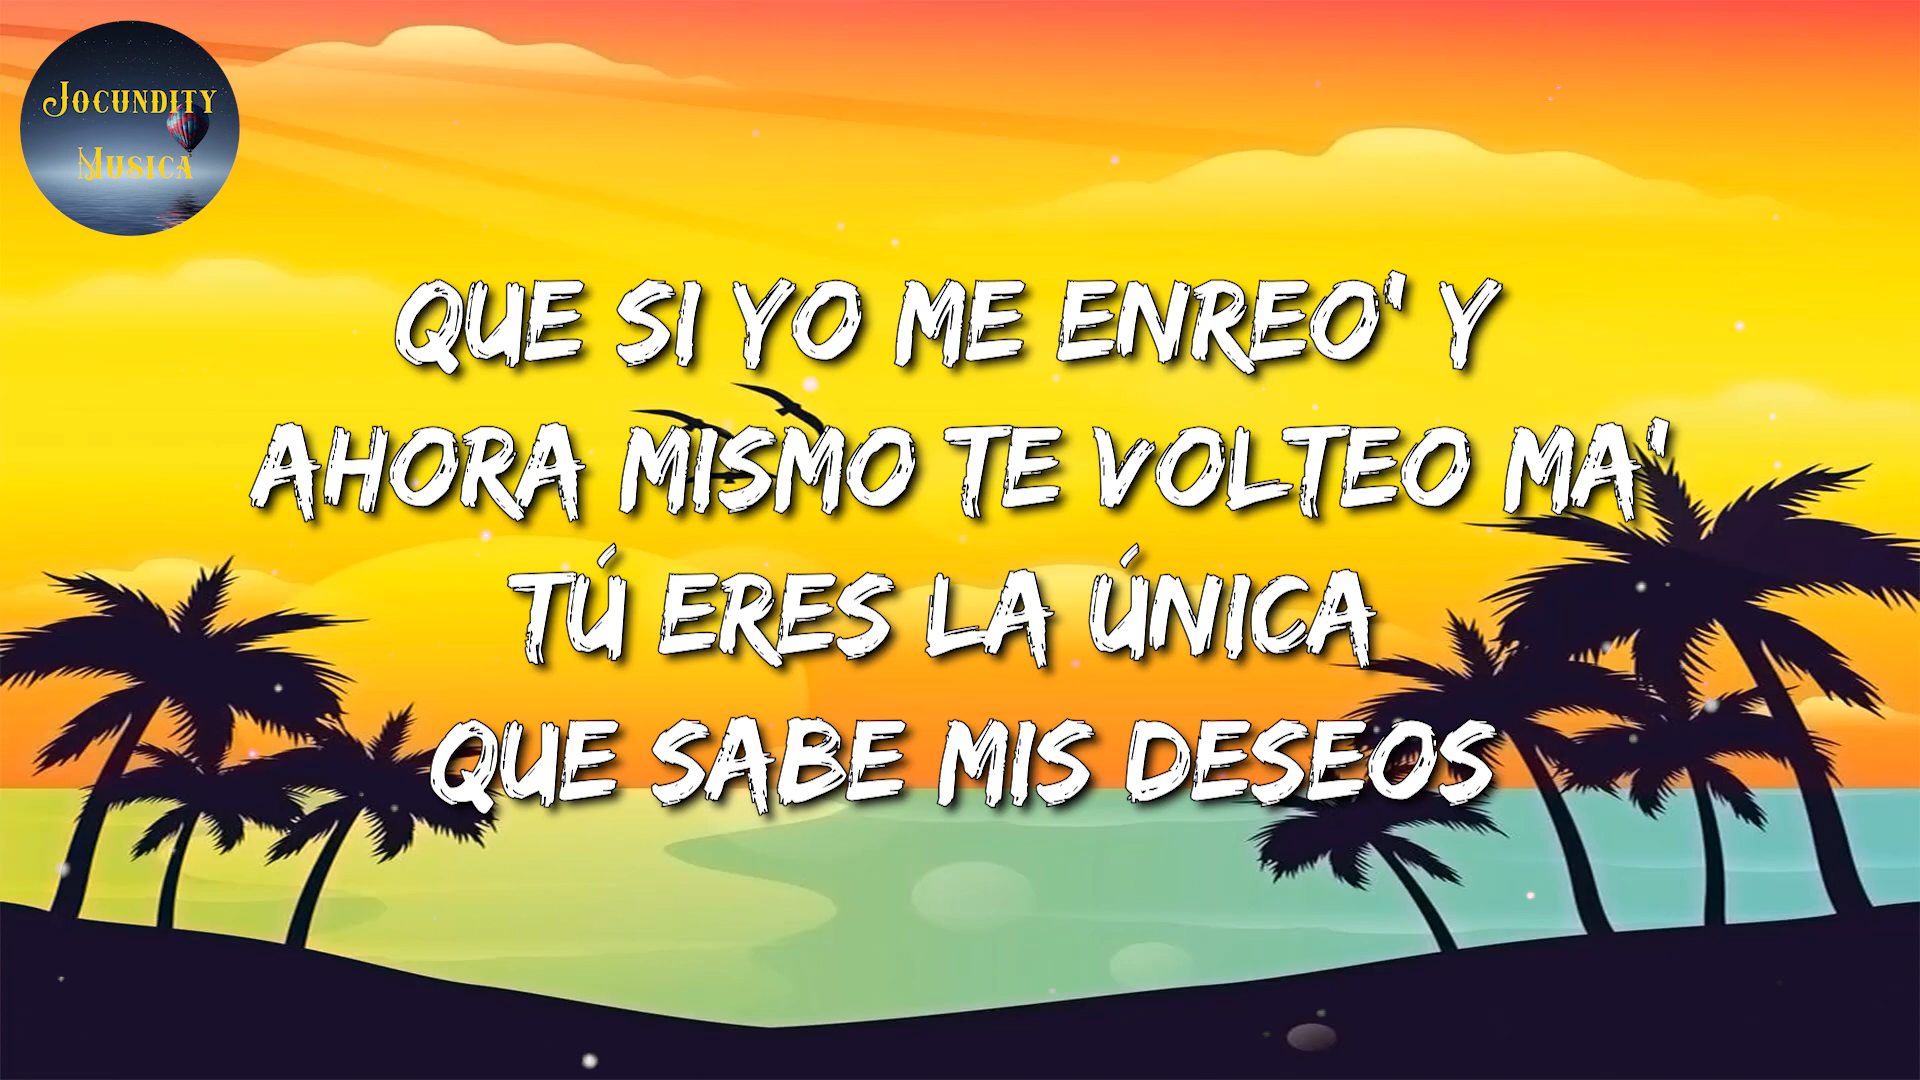 JOCUNDITY
MUSICA
QUE SI YO ME ENREO' Y
AHORA MISMO TE VOLTEO MA'
TÚ ERES LA ÚNICA
QUE SABE MIS DESEOS